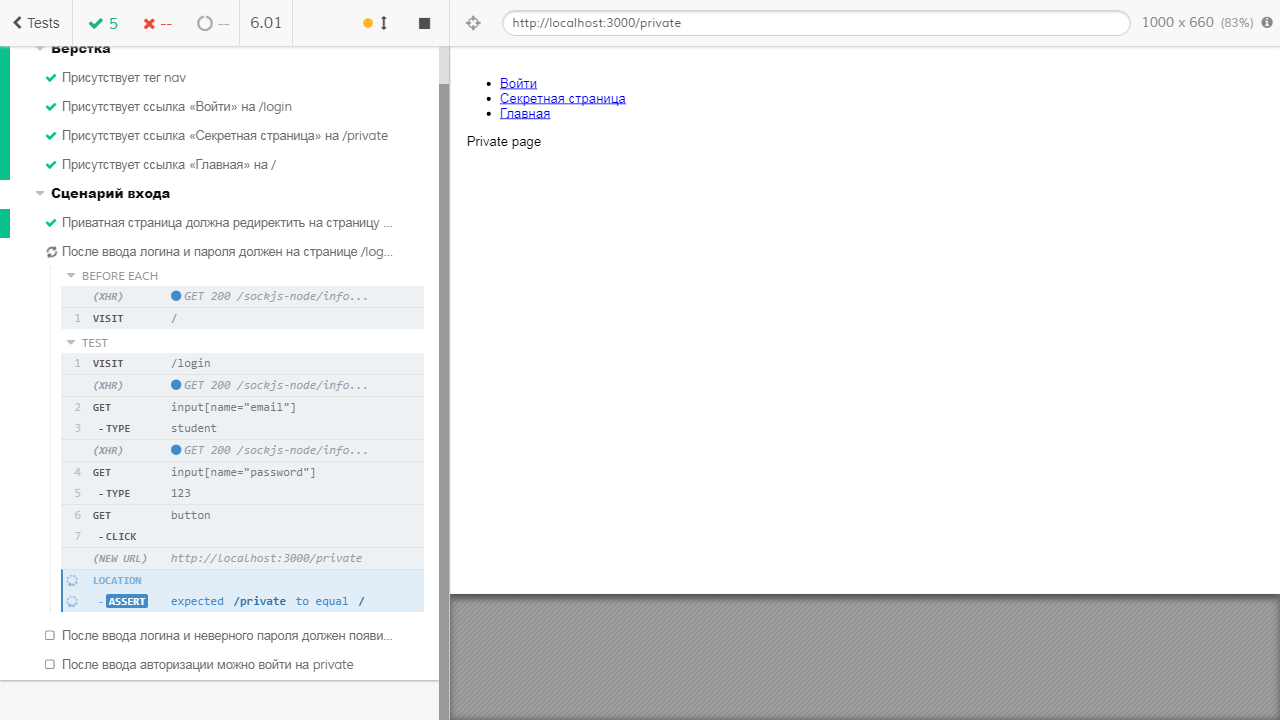 Tests
5
--
--
6.01
http://localhost:3000/private
1000 x 660 (83%)
Верстка
Присутствует тег nav
Присутствует ссылка «Войти» на /login
Присутствует ссылка «Секретная страница» на /private
Присутствует ссылка «Главная» на /
Сценарий входа
Приватная страница должна редиректить на страницу ...
После ввода логина и пароля должен на странице /log...
BEFORE EACH
(XHR) GET 200 /sockjs-node/info...
1 VISIT /
TEST
1 VISIT /login
(XHR) GET 200 /sockjs-node/info...
2 GET input[name="email"]
3 -TYPE student
(XHR) GET 200 /sockjs-node/info...
4 GET input[name="password"]
5 -TYPE 123
6 GET button
7 -CLICK
(NEW URL) http://localhost:3000/private
LOCATION
-ASSERT expected /private to equal /
После ввода логина и неверного пароля должен появи...
После ввода авторизации можно войти на private
Войти
Секретная страница
Главная
Private page